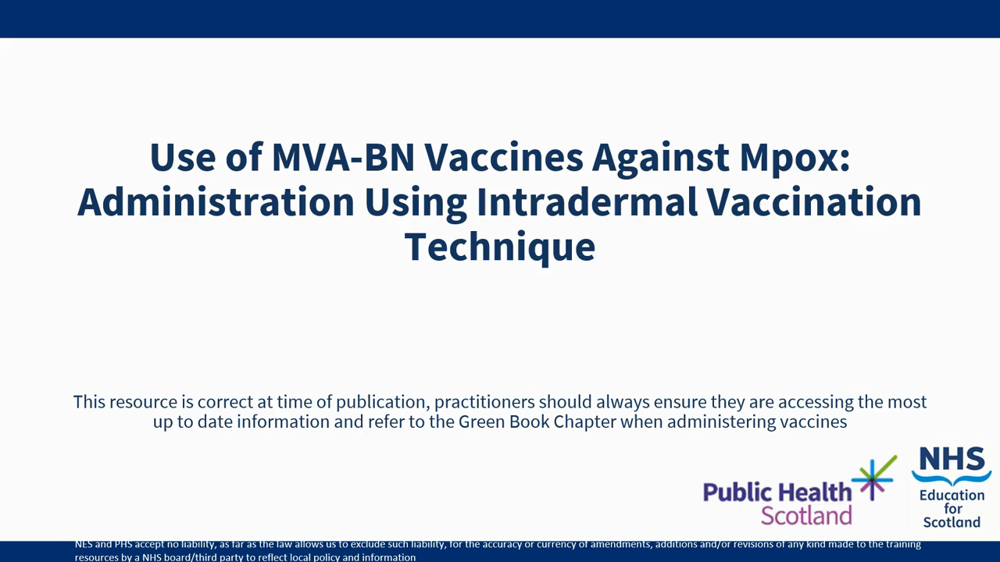 Use of MVA-BN Vaccines Against Mpox:
Administration Using Intradermal Vaccination
Technique
This resource is correct at time of publication, practitioners should always ensure they are accessing the most
up to date information and refer to the Green Book Chapter when administering vaccines
Public Health
Scotland
NHS
Education
for
Scotland
NES and PHS accept no liability, as far as the law allows us to exclude such liability, for the accuracy or currency of amendments, additions and/or revisions of any kind made to the training
resources by a NHS board/third party to reflect local policy and information